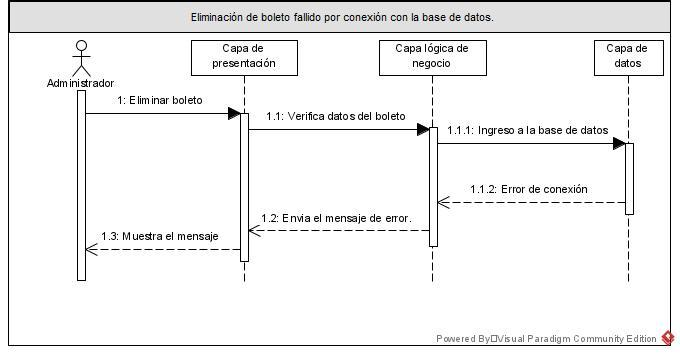 Eliminación de boleto fallido por conexión con la base de datos.
Administrador
Capa de
presentación
Capa lógica de
negocio
Capa de
datos
1: Eliminar boleto
1.1: Verifica datos del boleto
1.1.1: Ingreso a la base de datos
1.1.2: Error de conexión
1.2: Envia el mensaje de error.
1.3: Muestra el mensaje
Powered By Visual Paradigm Community Edition